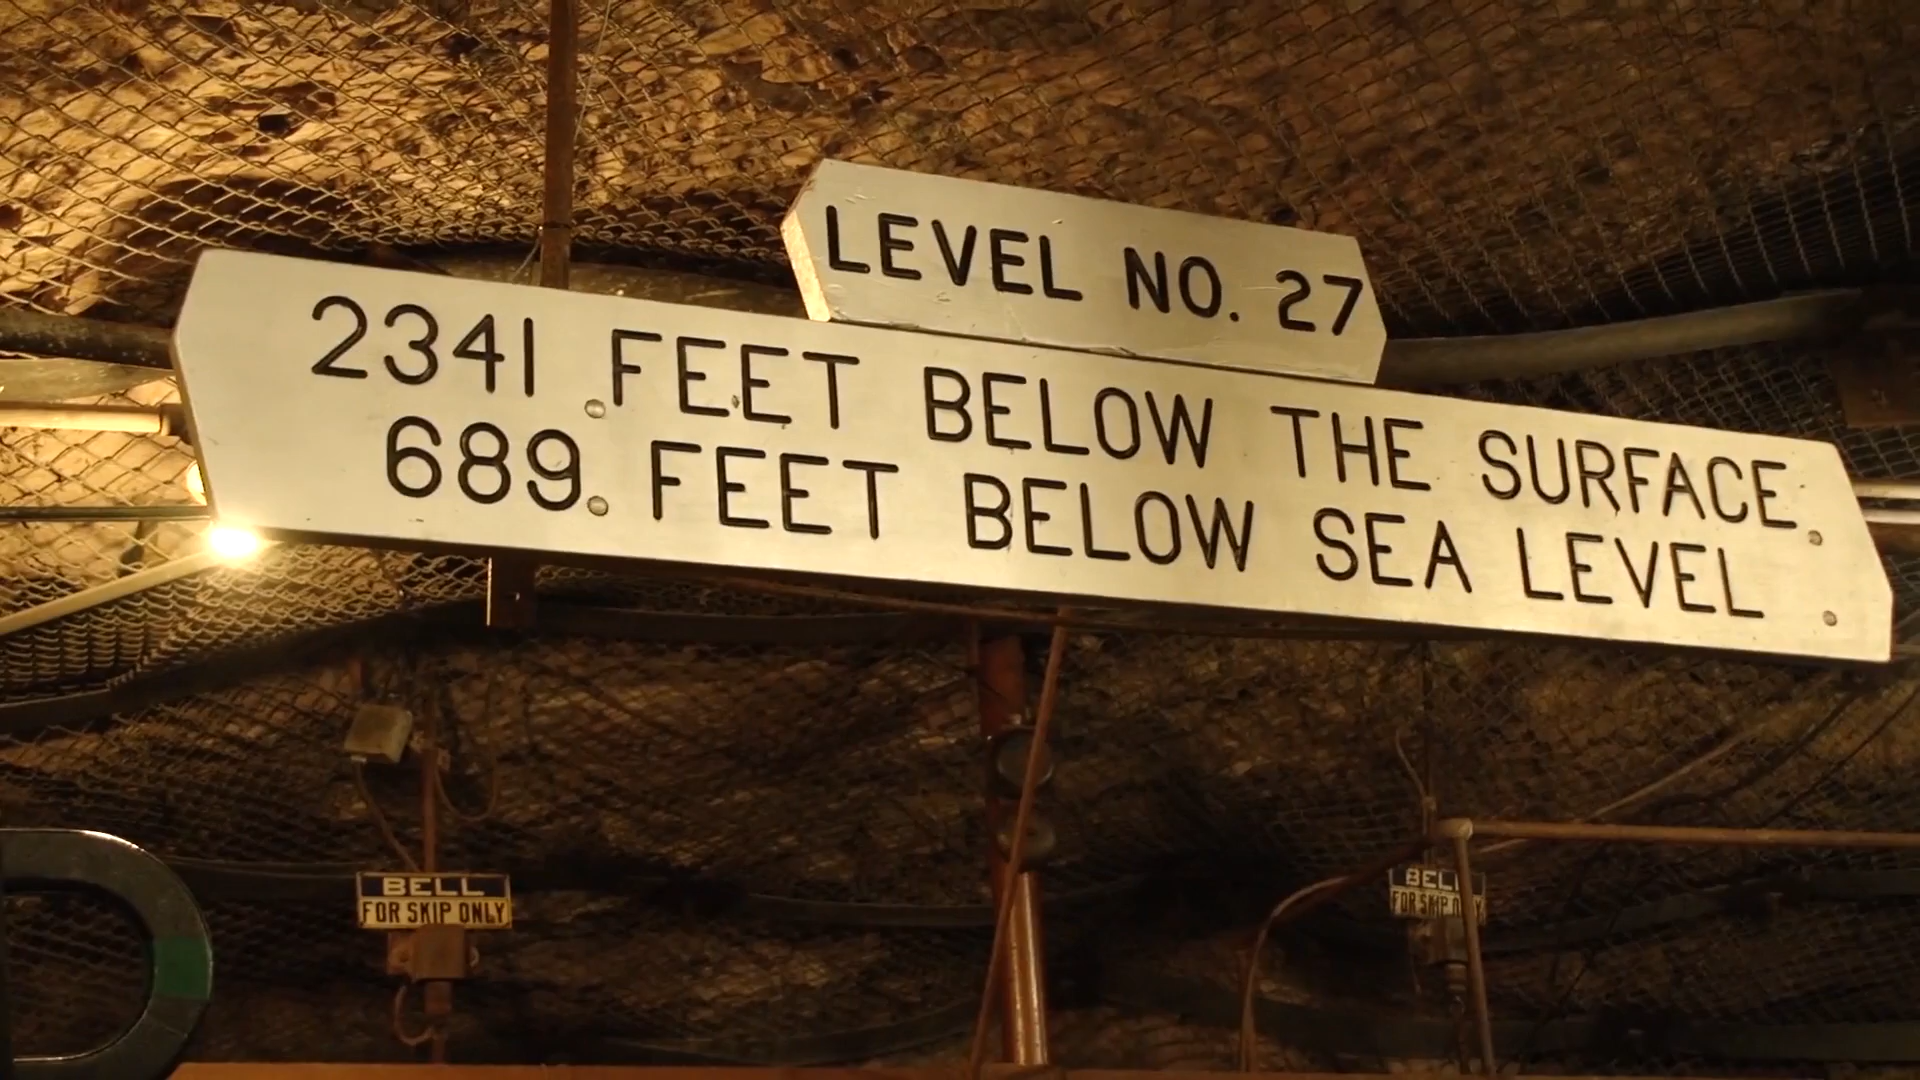 LEVEL NO. 27
2341 FEET BELOW THE SURFACE
689 FEET BELOW SEA LEVEL
BELL
FOR SKIP ONLY
BELL
FOR SKIP ONLY